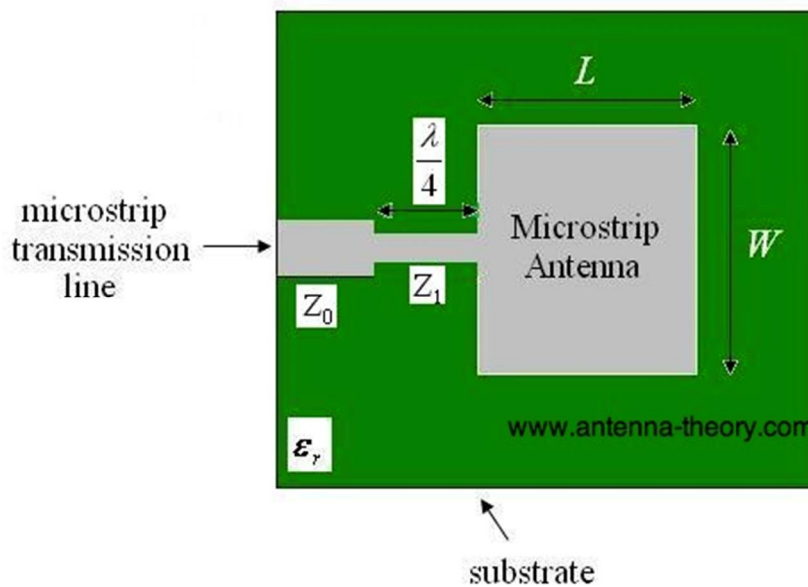 L
λ
4
microstrip
transmission
line
Microstrip
Antenna
W
Z₀
Z₁
www.antenna-theory.com
εᵣ
substrate